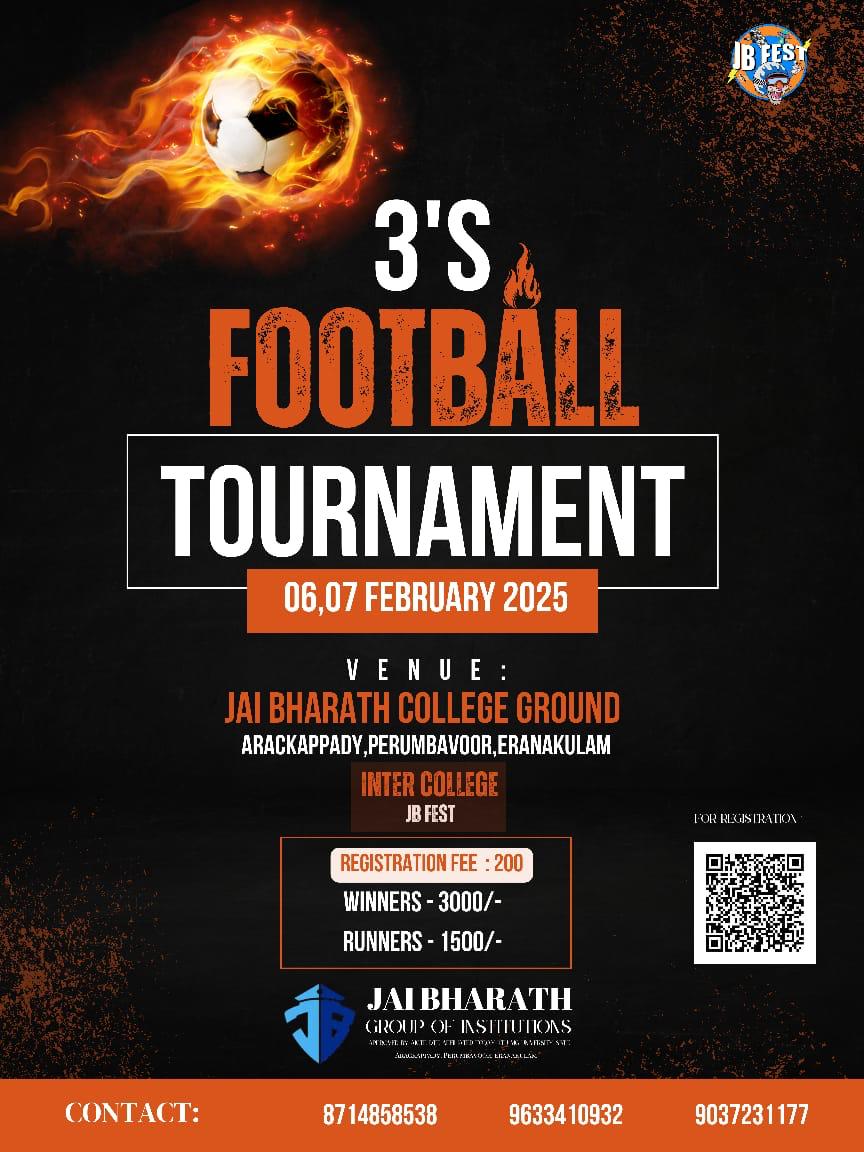 JB FEST
3'S
FOOTBALL
TOURNAMENT
06,07 FEBRUARY 2025
VENUE:
JAI BHARATH COLLEGE GROUND
ARACKAPPADY,PERUMBAVOOR,ERANAKULAM
INTER COLLEGE
JB FEST
FOR REGISTRATION :
REGISTRATION FEE : 200
WINNERS - 3000/-
RUNNERS - 1500/-
JB
JAI BHARATH
GROUP OF INSTITUTIONS
ARACKAPPADY, PERUMBAVOOR, ERANAKULAM
CONTACT: 8714858538 9633410932 9037231177